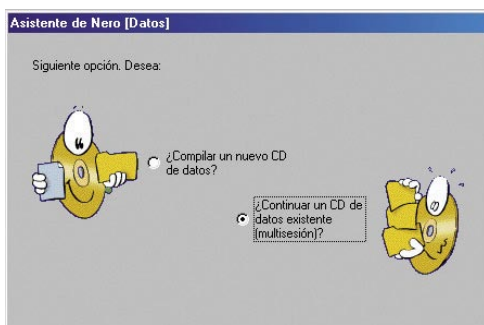 Asistente de Nero [Datos]
Siguiente opción. Desea:
¿Compilar un nuevo CD
de datos?
¿Continuar un CD de
datos existente
(multisesión)?